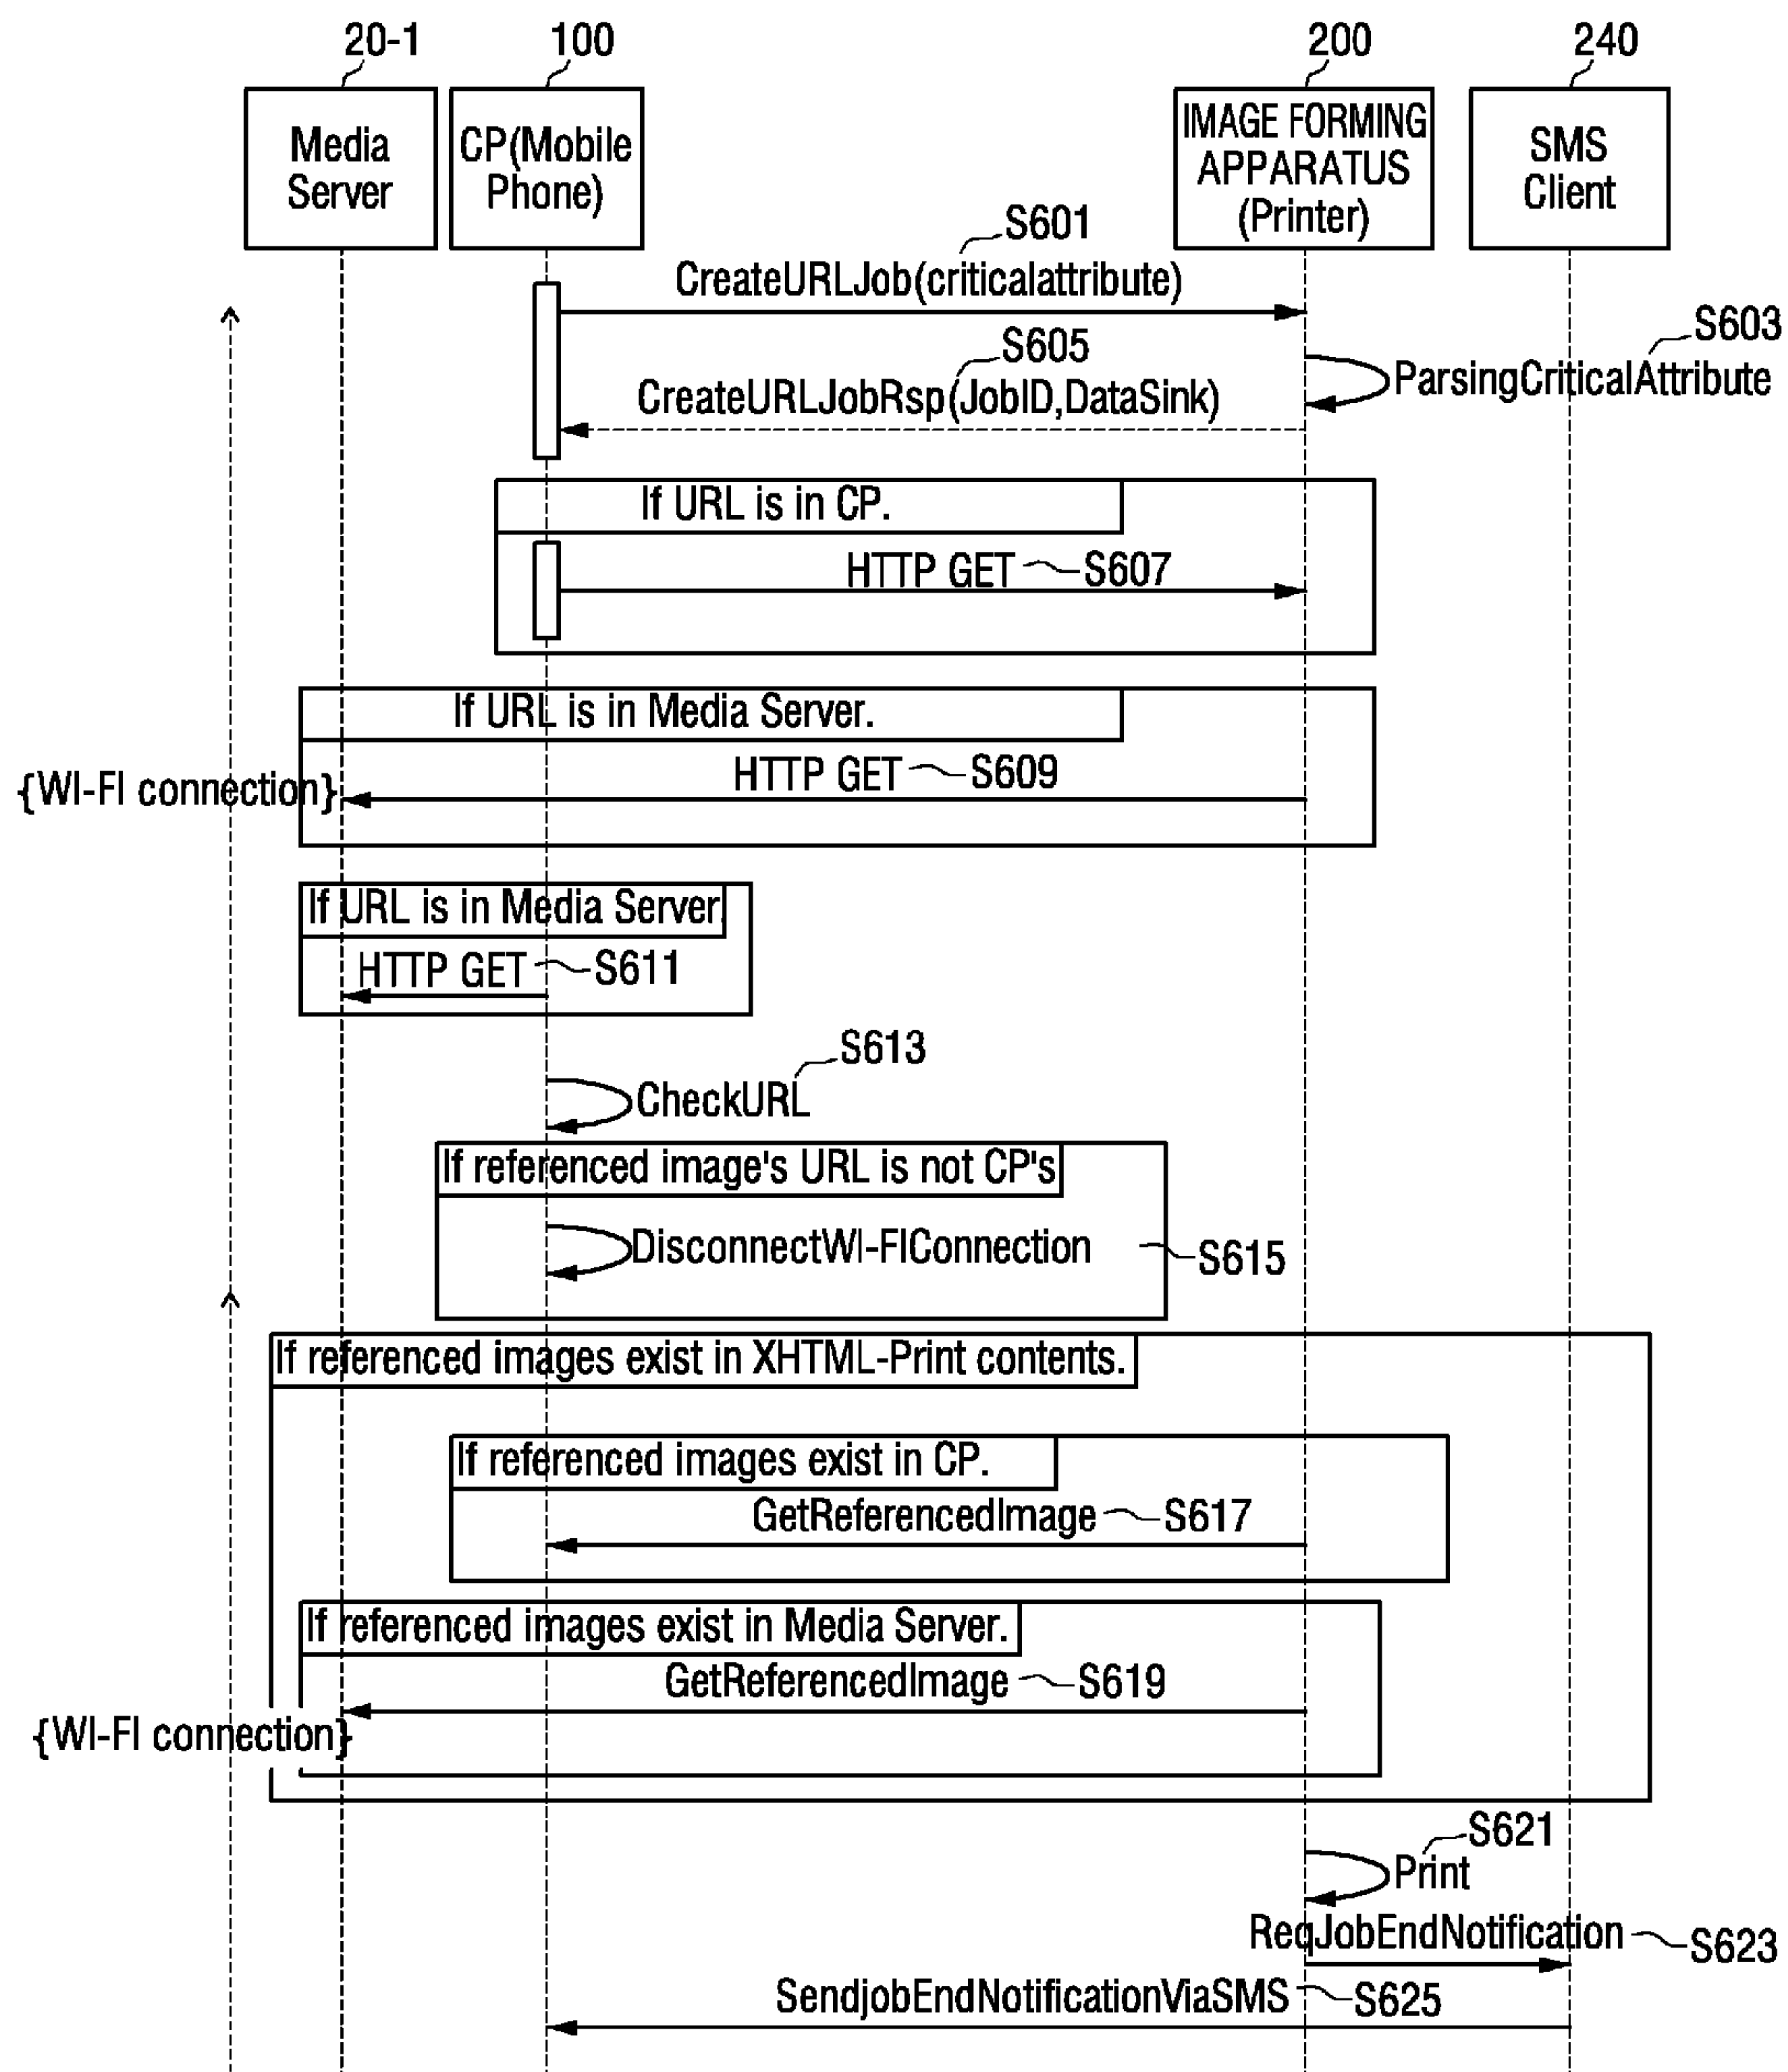 20-1
100
200
240
Media
Server
CP(Mobile
Phone)
IMAGE FORMING
APPARATUS
(Printer)
SMS
Client
S601
CreateURLJob(criticalattribute)
S603
ParsingCriticalAttribute
S605
CreateURLJobRsp(JobID,DataSink)
If URL is in CP.
HTTP GET
S607
If URL is in Media Server.
HTTP GET
S609
{WI-FI connection}
If URL is in Media Server.
HTTP GET
S611
S613
CheckURL
If referenced image's URL is not CP's
DisconnectWI-FIConnection
S615
If referenced images exist in XHTML-Print contents.
If referenced images exist in CP.
GetReferencedImage
S617
If referenced images exist in Media Server.
GetReferencedImage
S619
{WI-FI connection}
S621
Print
ReqJobEndNotification
S623
SendjobEndNotificationViaSMS
S625